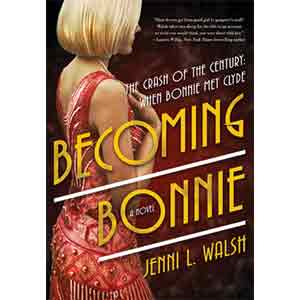 THE CRASH OF THE CENTURY:
WHEN BONNIE MET CLYDE
BECOMING
A NOVEL
BONNIE
JENNI L. WALSH